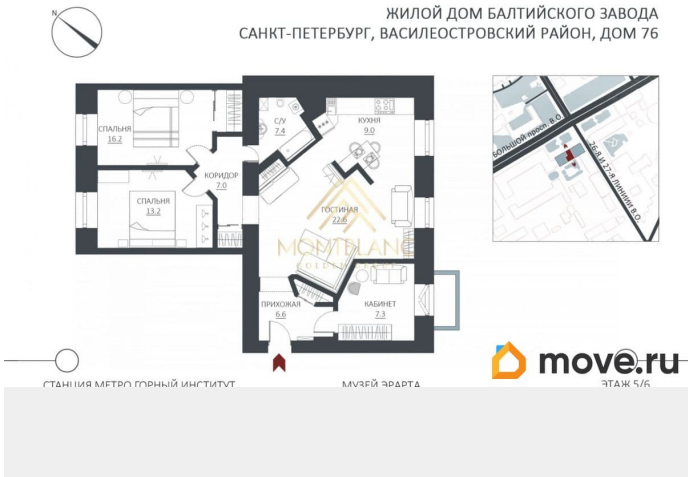 N
ЖИЛОЙ ДОМ БАЛТИЙСКОГО ЗАВОДА
САНКТ-ПЕТЕРБУРГ, ВАСИЛЕОСТРОВСКИЙ РАЙОН, ДОМ 76
СПАЛЬНЯ
16.2
С/У
7.4
КУХНЯ
9.0
КОРИДОР
7.0
СПАЛЬНЯ
13.2
ГОСТИНАЯ
22.6
MONTBLANC
GOLDEN GROUP
ПРИХОЖАЯ
6.6
КАБИНЕТ
7.3
БОЛЬШОЙ просп. В.О.
26-Я И 27-Я ЛИНИИ В.О.
move.ru
СТАНЦИЯ МЕТРО ГОРНЫЙ ИНСТИТУТ
МУЗЕЙ ЭРАРТА
ЭТАЖ 5/6